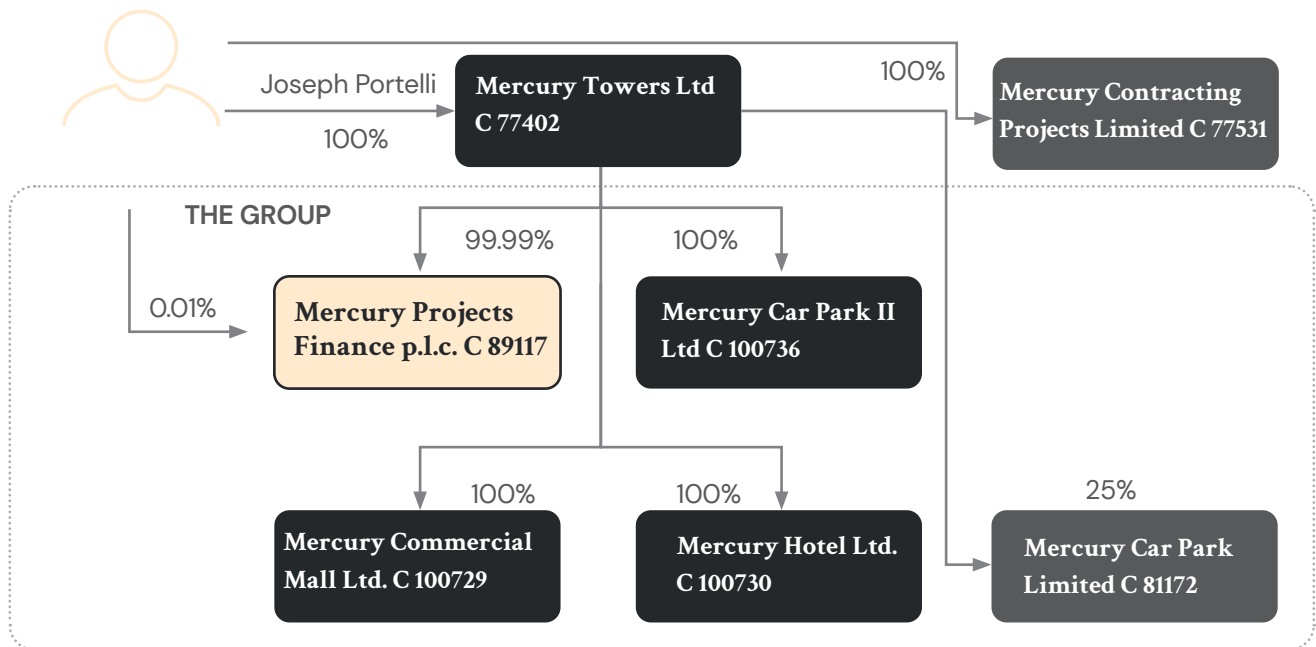 Joseph Portelli
100%
Mercury Towers Ltd
C 77402
100%
Mercury Contracting
Projects Limited C 77531
THE GROUP
0.01%
99.99%
100%
Mercury Projects
Finance p.l.c. C 89117
Mercury Car Park II
Ltd C 100736
100%
100%
25%
Mercury Commercial
Mall Ltd. C 100729
Mercury Hotel Ltd.
C 100730
Mercury Car Park
Limited C 81172